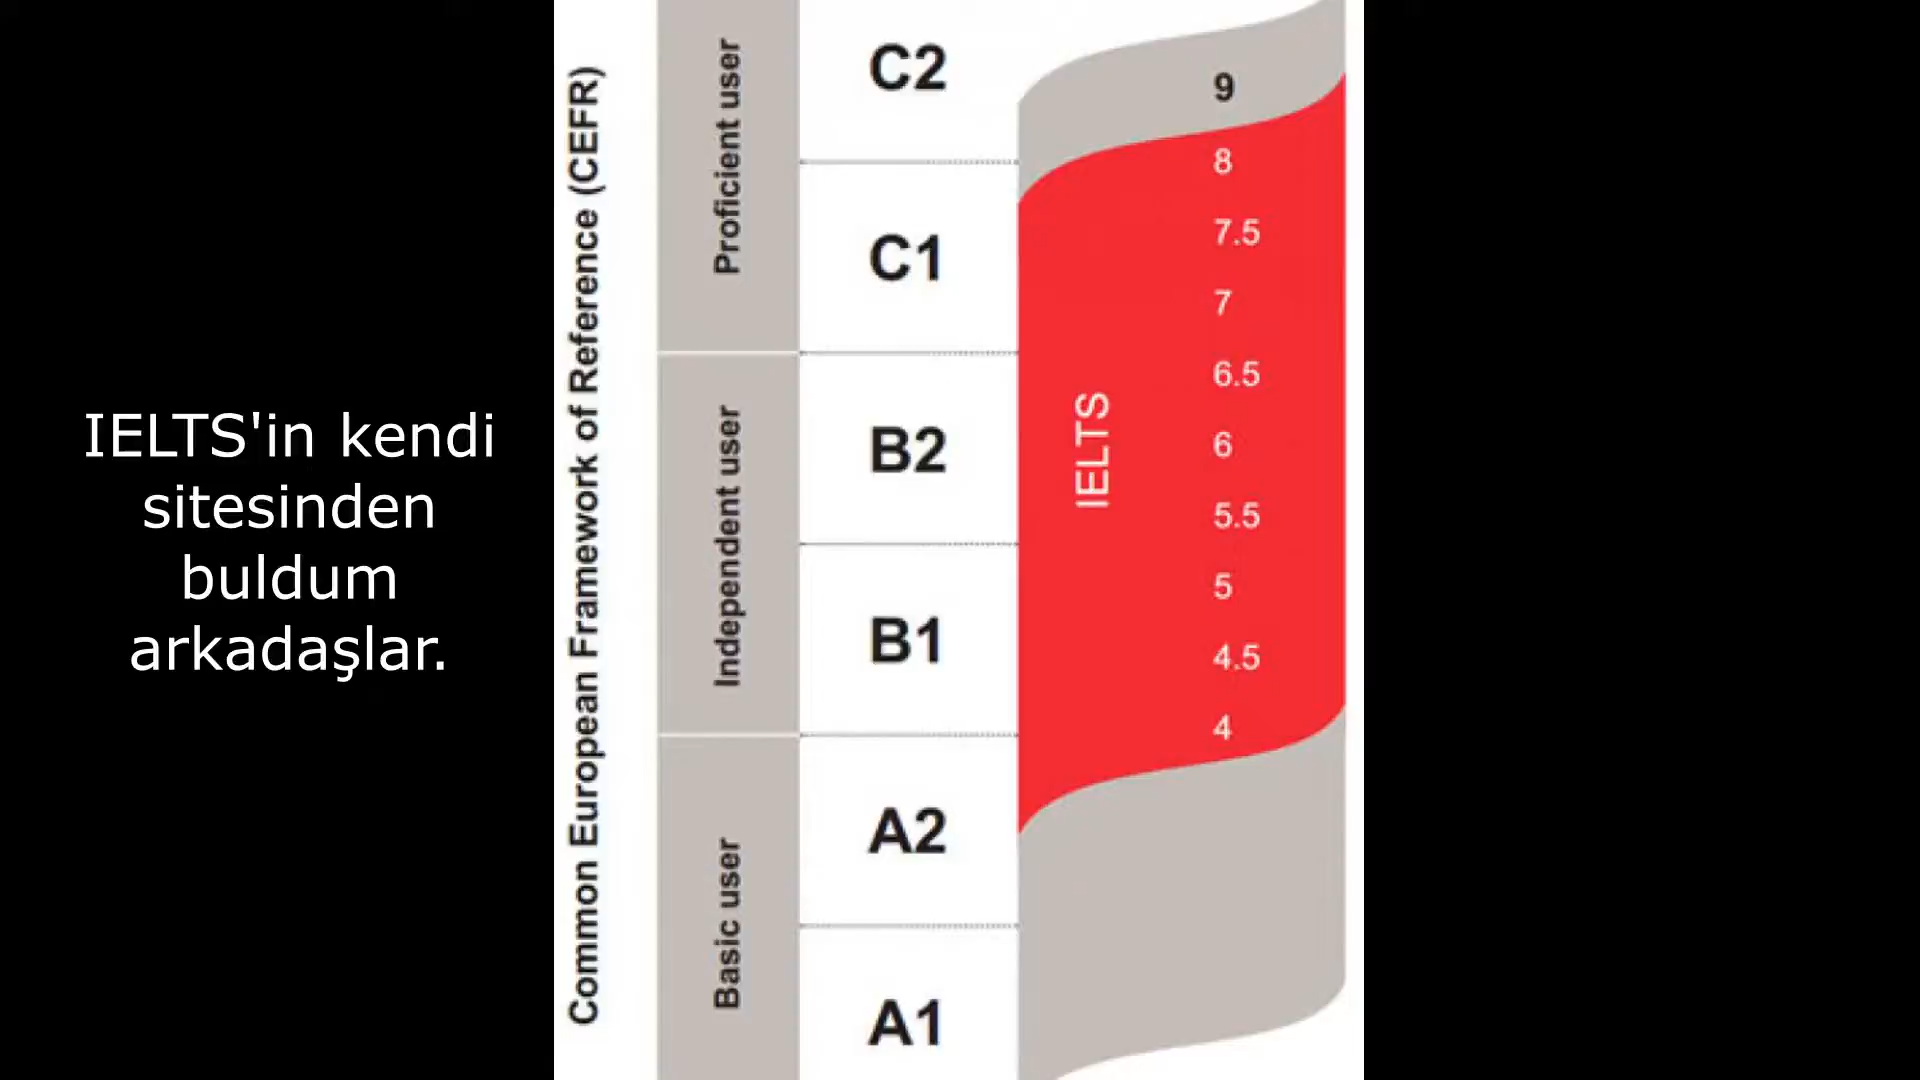 IELTS'in kendi
sitesinden
buldum
arkadaşlar.
Common European Framework of Reference (CEFR)
Proficient user
Independent user
Basic user
C2
C1
B2
B1
A2
A1
IELTS
9
8
7.5
7
6.5
6
5.5
5
4.5
4